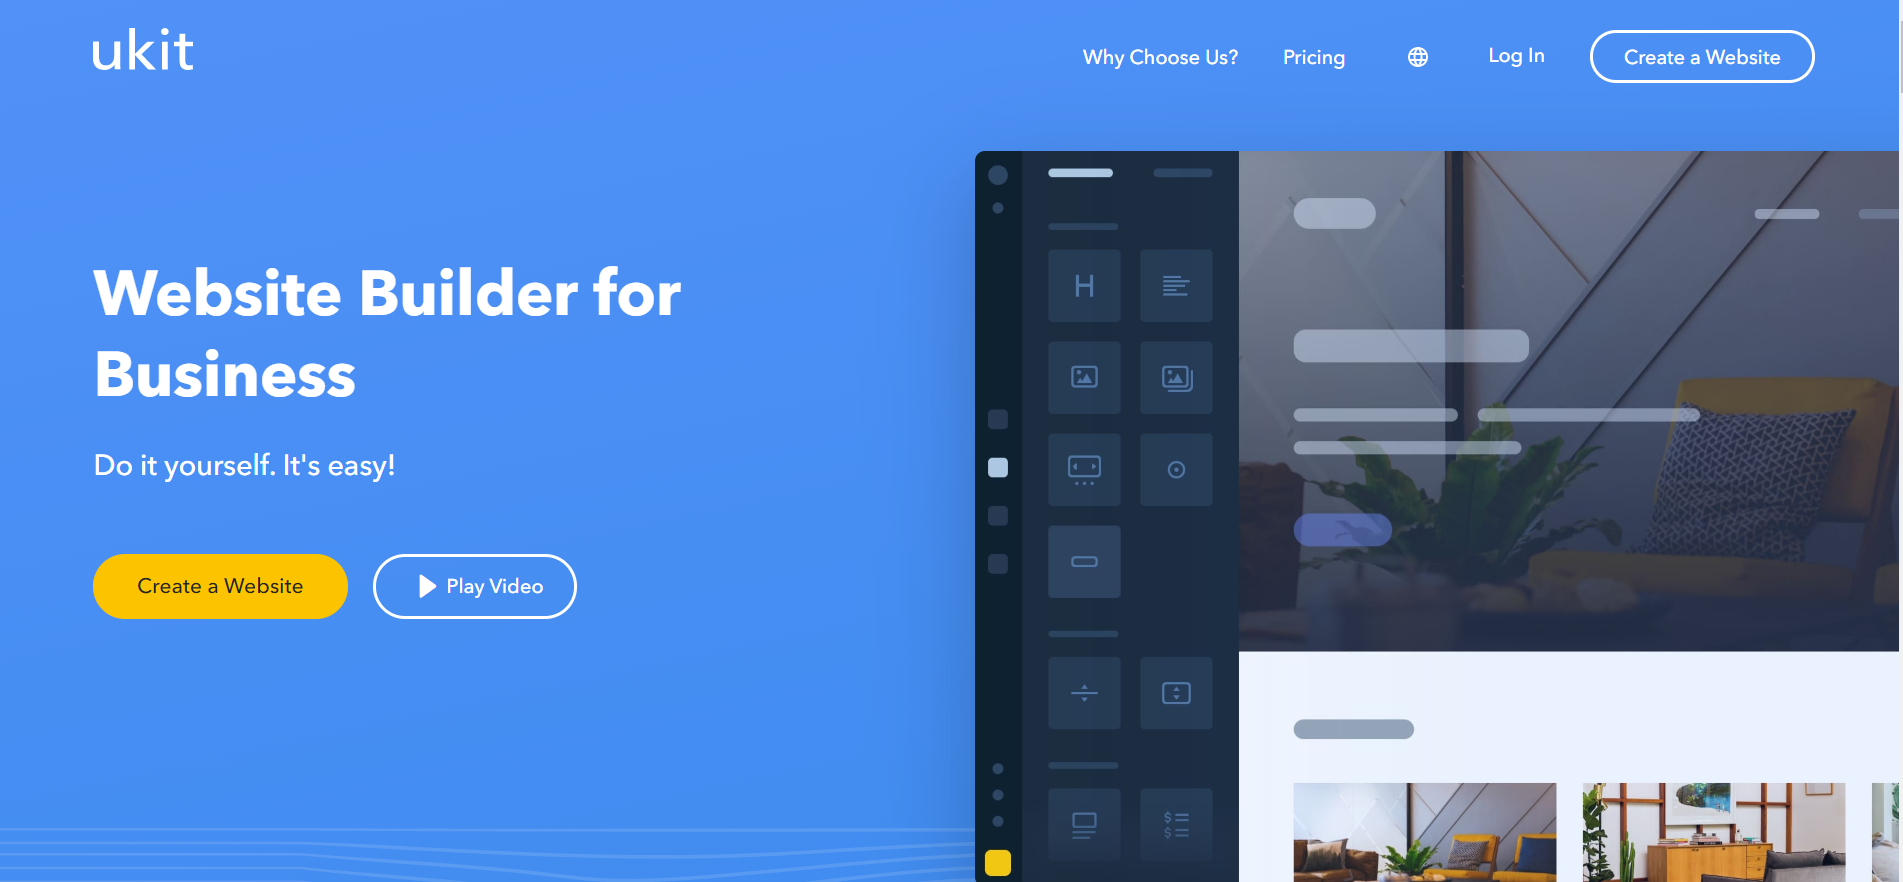 ukit
Why Choose Us?
Pricing
Log In
Create a Website
Website Builder for
Business
Do it yourself. It's easy!
Create a Website
Play Video
H
$
$